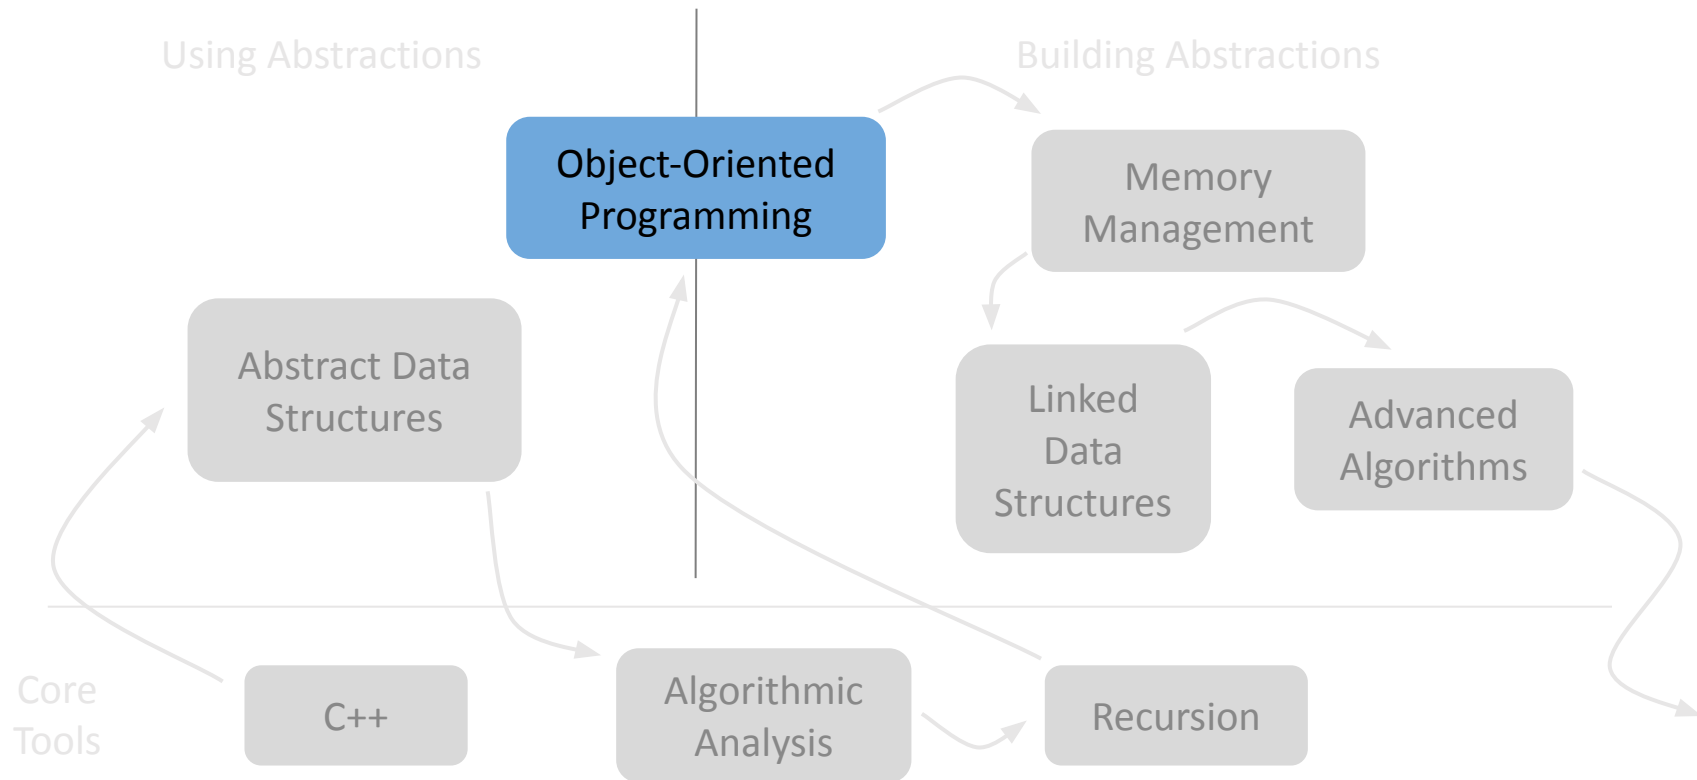 Using Abstractions
Building Abstractions
Object-Oriented
Programming
Memory
Management
Abstract Data
Structures
Linked
Data
Structures
Advanced
Algorithms
Core
Tools
C++
Algorithmic
Analysis
Recursion